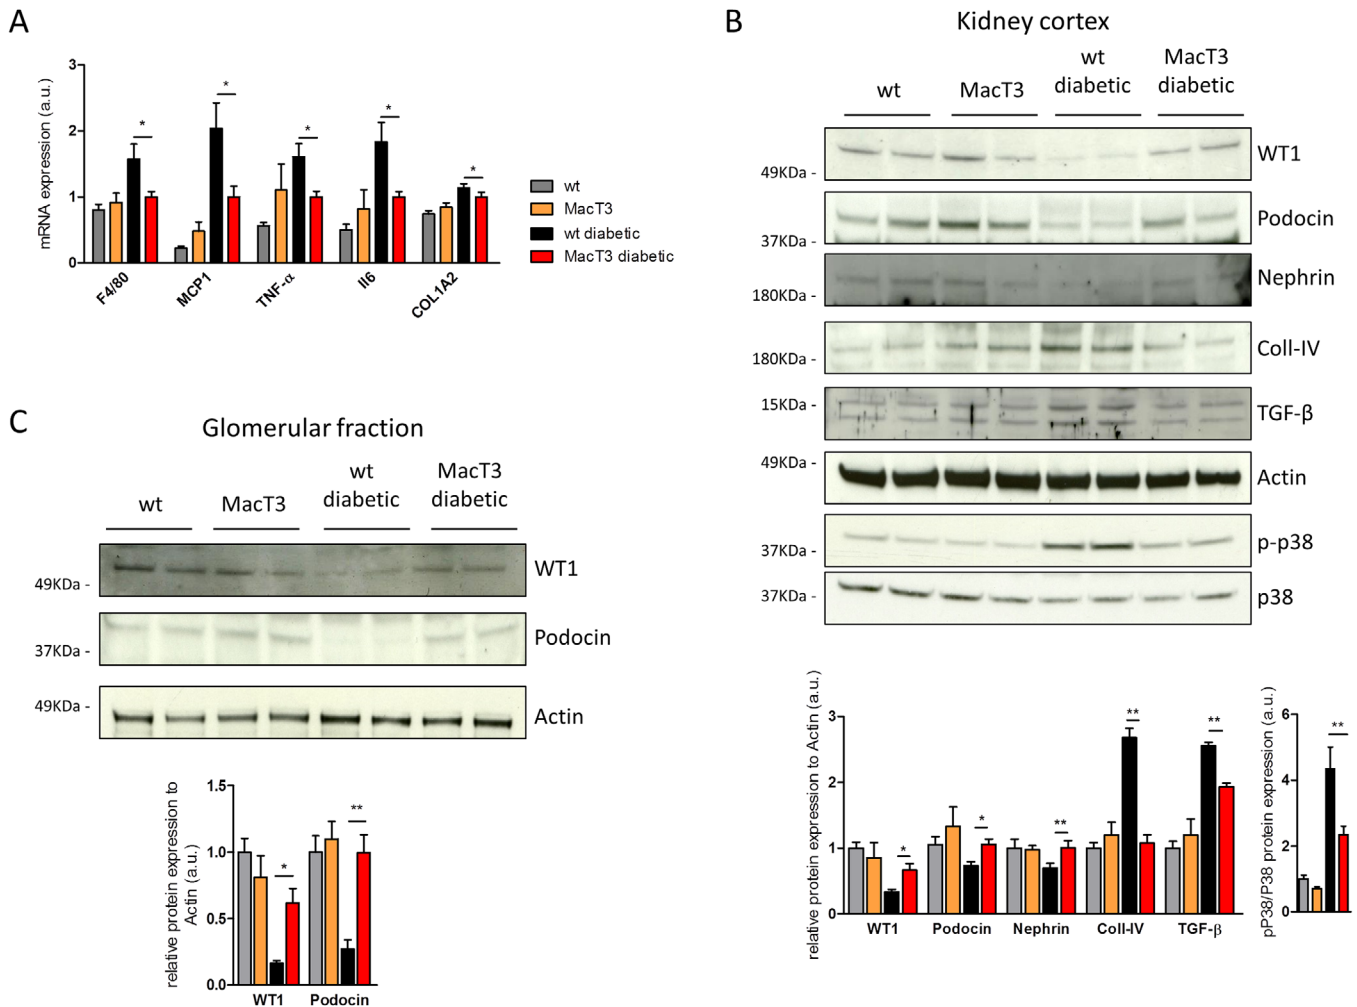 A
mRNA expression (a.u.)
3
2
1
0
*
*
*
*
*
F4/80
MCP1
TNF-α
Il6
COL1A2
wt
MacT3
wt diabetic
MacT3 diabetic
B
Kidney cortex
wt
MacT3
wt
diabetic
MacT3
diabetic
49KDa -
WT1
Podocin
37KDa -
Nephrin
180KDa -
Coll-IV
180KDa -
15KDa -
TGF-β
49KDa -
Actin
37KDa -
p-p38
37KDa -
p38
relative protein expression to Actin (a.u.)
3
2
1
0
*
*
**
**
**
WT1
Podocin
Nephrin
Coll-IV
TGF-β
pP38/P38 protein expression (a.u.)
6
4
2
0
**
C
Glomerular fraction
wt
MacT3
wt
diabetic
MacT3
diabetic
49KDa -
WT1
37KDa -
Podocin
49KDa -
Actin
relative protein expression to
Actin (a.u.)
1.5
1.0
0.5
0.0
*
**
WT1
Podocin